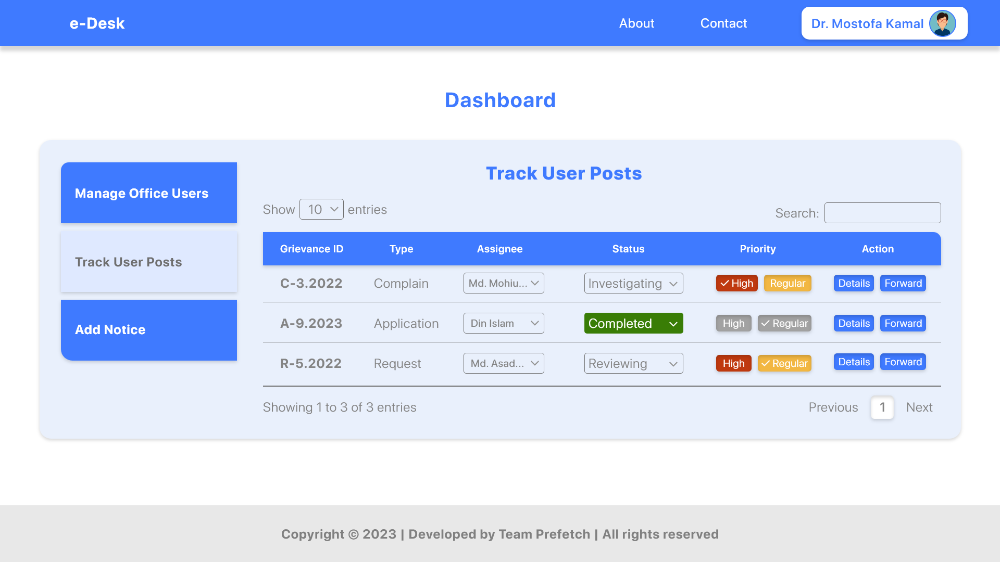 e-Desk About Contact Dr. Mostofa Kamal
Dashboard
Manage Office Users
Track User Posts
Add Notice
Track User Posts
Show 10 entries
Search:
Grievance ID Type Assignee Status Priority Action
C-3.2022 Complain Md. Mohiu... Investigating High Regular Details Forward
A-9.2023 Application Din Islam Completed High Regular Details Forward
R-5.2022 Request Md. Asad... Reviewing High Regular Details Forward
Showing 1 to 3 of 3 entries Previous 1 Next
Copyright © 2023 | Developed by Team Prefetch | All rights reserved